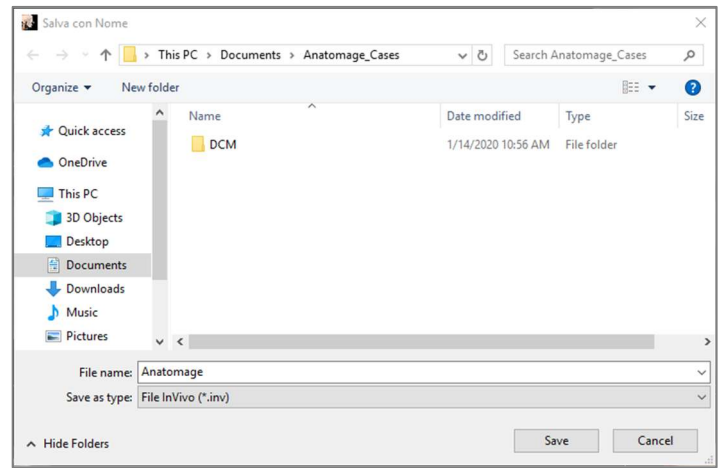 Salva con Nome
This PC > Documents > Anatomage_Cases
Search Anatomage_Cases
Organize
New folder
Name
Date modified
Type
Size
Quick access
DCM
1/14/2020 10:56 AM
File folder
OneDrive
This PC
3D Objects
Desktop
Documents
Downloads
Music
Pictures
File name: Anatomage
Save as type: File InVivo (*.inv)
Hide Folders
Save
Cancel